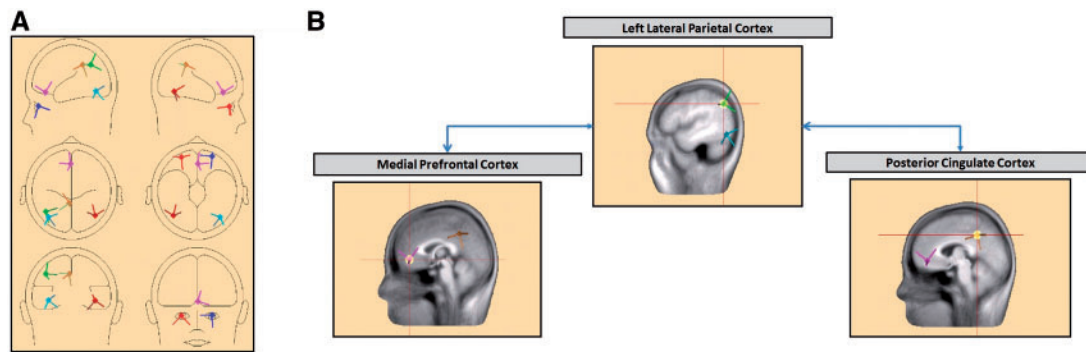 A
B
Left Lateral Parietal Cortex
Medial Prefrontal Cortex
Posterior Cingulate Cortex